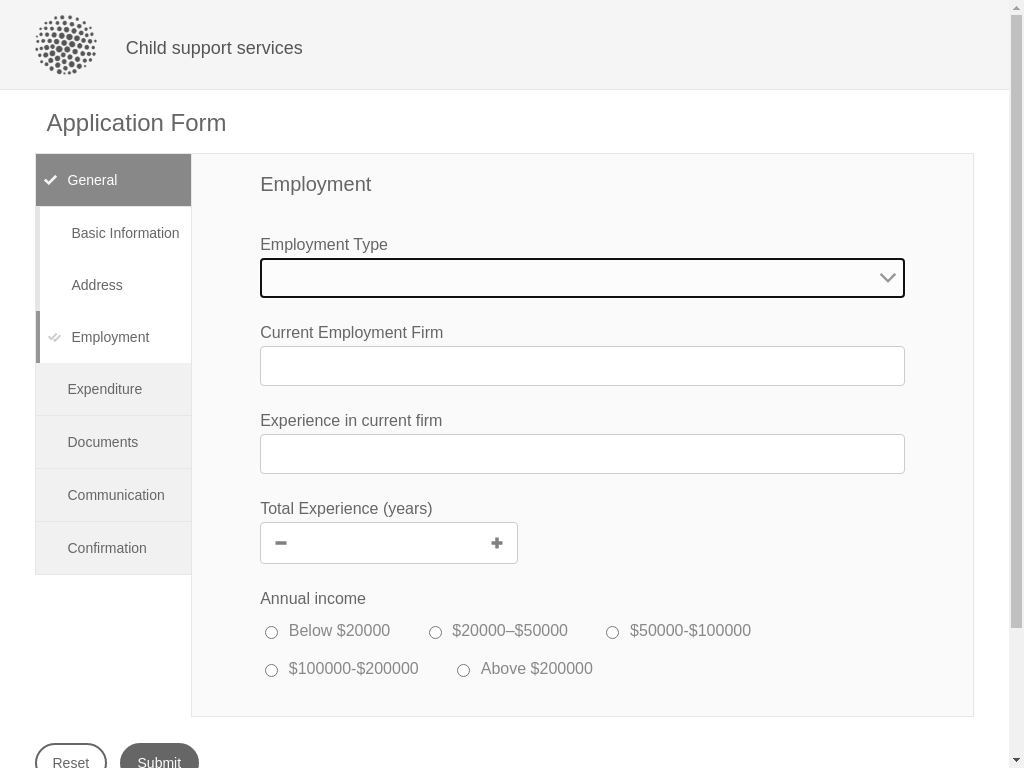 Child support services
Application Form
General
Basic Information
Address
Employment
Expenditure
Documents
Communication
Confirmation
Employment
Employment Type
Current Employment Firm
Experience in current firm
Total Experience (years)
Annual income
Below $20000 $20000–$50000 $50000-$100000
$100000-$200000 Above $200000
Reset Submit